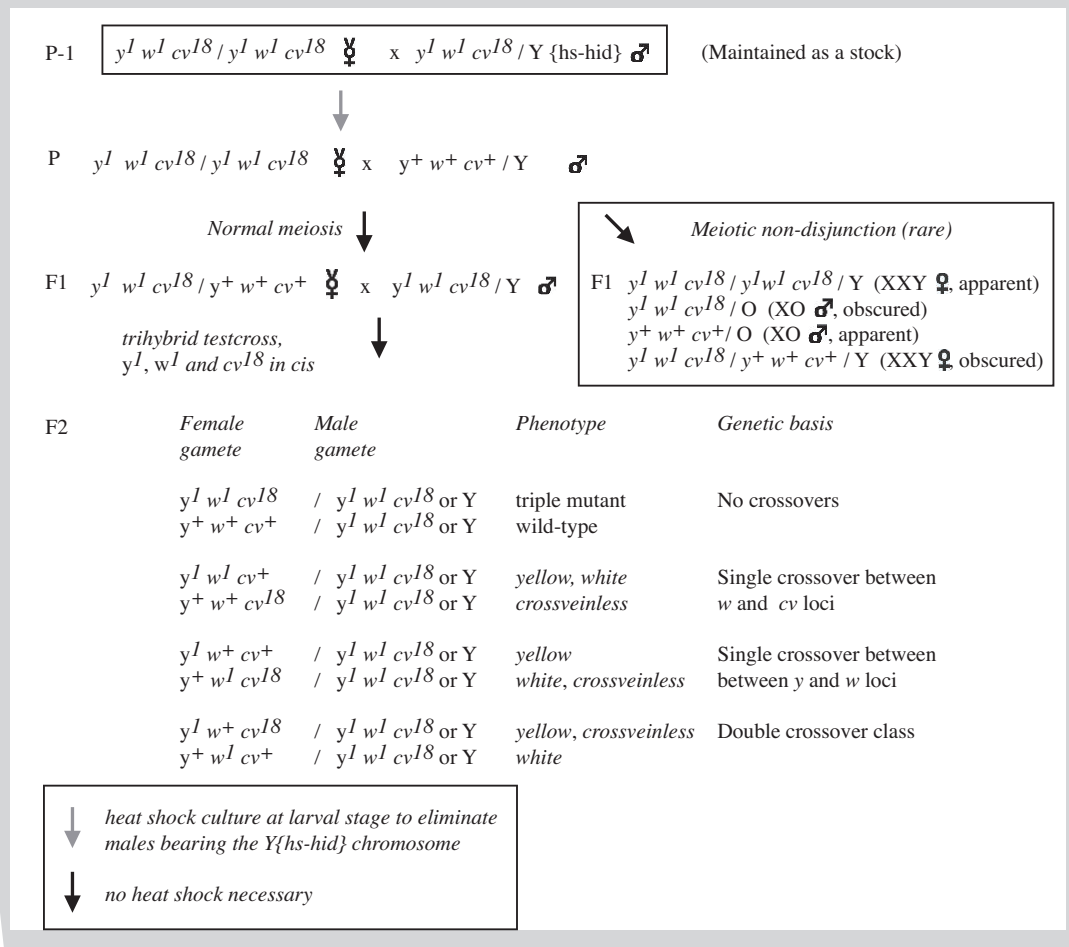 P-1 y1 w1 cv18 / y1 w1 cv18 ☿ x y1 w1 cv18 / Y {hs-hid} ♂ (Maintained as a stock)
P y1 w1 cv18 / y1 w1 cv18 ☿ x y+ w+ cv+ / Y ♂
Normal meiosis
F1 y1 w1 cv18 / y+ w+ cv+ ☿ x y1 w1 cv18 / Y ♂
trihybrid testcross,
y1, w1 and cv18 in cis
Meiotic non-disjunction (rare)
F1 y1 w1 cv18 / y1w1 cv18 / Y (XXY ♀, apparent)
y1 w1 cv18 / O (XO ♂, obscured)
y+ w+ cv+/ O (XO ♂, apparent)
y1 w1 cv18 / y+ w+ cv+ / Y (XXY ♀, obscured)
F2 Female Male Phenotype Genetic basis
gamete gamete
y1 w1 cv18 / y1 w1 cv18 or Y triple mutant No crossovers
y+ w+ cv+ / y1 w1 cv18 or Y wild-type
y1 w1 cv+ / y1 w1 cv18 or Y yellow, white Single crossover between
y+ w+ cv18 / y1 w1 cv18 or Y crossveinless w and cv loci
y1 w+ cv+ / y1 w1 cv18 or Y yellow Single crossover between
y+ w1 cv18 / y1 w1 cv18 or Y white, crossveinless between y and w loci
y1 w+ cv18 / y1 w1 cv18 or Y yellow, crossveinless Double crossover class
y+ w1 cv+ / y1 w1 cv18 or Y white
heat shock culture at larval stage to eliminate
males bearing the Y{hs-hid} chromosome
no heat shock necessary